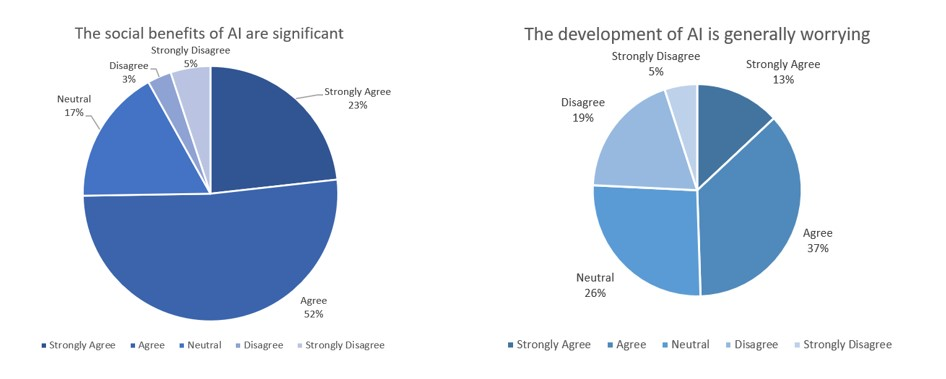 The social benefits of AI are significant
Strongly Disagree
5%
Disagree
3%
Neutral
17%
Strongly Agree
23%
Agree
52%
Strongly Agree Agree Neutral Disagree Strongly Disagree
The development of AI is generally worrying
Strongly Disagree
5%
Strongly Agree
13%
Disagree
19%
Agree
37%
Neutral
26%
Strongly Agree Agree Neutral Disagree Strongly Disagree